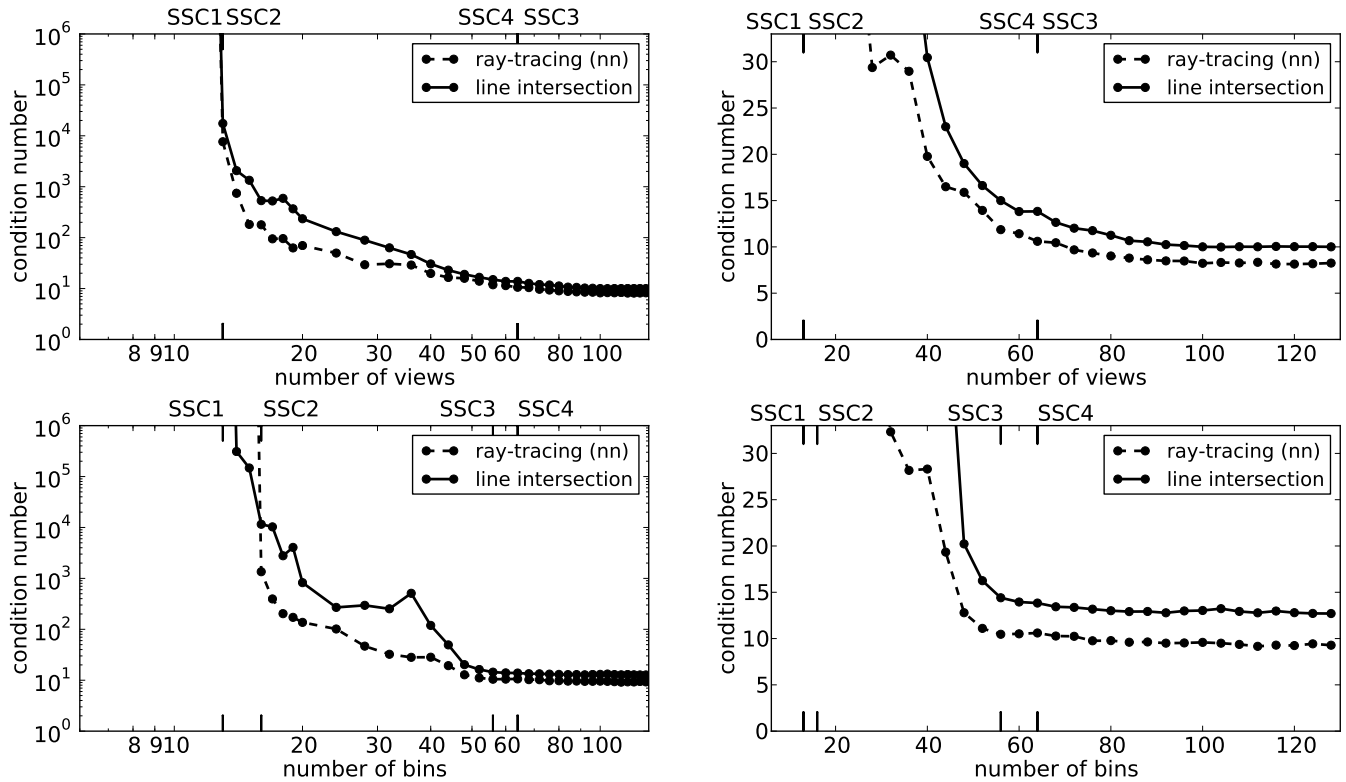 SSC1 SSC2 SSC4 SSC3
10^6
10^5
10^4
10^3
10^2
10^1
10^0
condition number
ray-tracing (nn)
line intersection
8 9 10 20 30 40 50 60 80 100
number of views
SSC1 SSC2 SSC4 SSC3
30
25
20
15
10
5
0
condition number
ray-tracing (nn)
line intersection
20 40 60 80 100 120
number of views
SSC1 SSC2 SSC3 SSC4
10^6
10^5
10^4
10^3
10^2
10^1
10^0
condition number
ray-tracing (nn)
line intersection
8 9 10 20 30 40 50 60 80 100
number of bins
SSC1 SSC2 SSC3 SSC4
30
25
20
15
10
5
0
condition number
ray-tracing (nn)
line intersection
20 40 60 80 100 120
number of bins